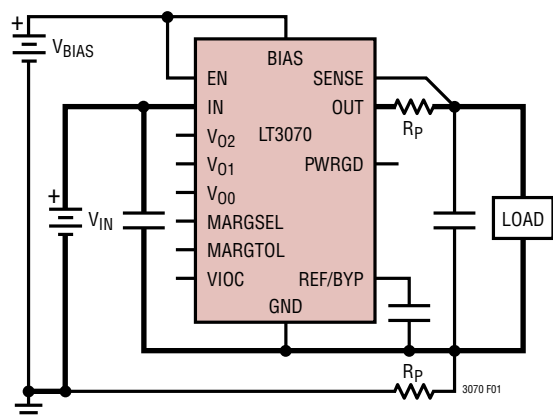 +
V_BIAS
BIAS
EN
SENSE
IN
OUT
R_P
V_O2
LT3070
V_O1
PWRGD
+
V_IN
V_O0
MARGSEL
LOAD
MARGTOL
VIOC
REF/BYP
GND
R_P
3070 F01